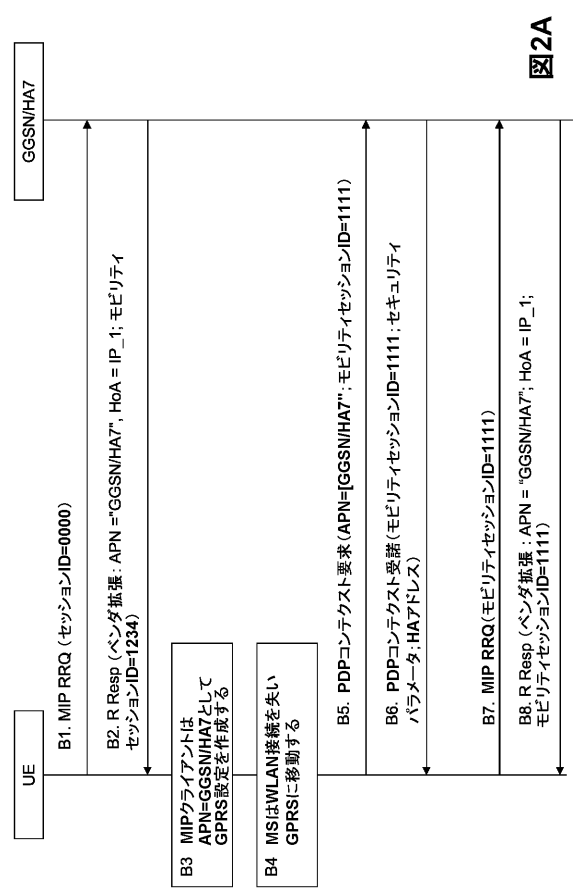 UE
GGSN/HA7
B1. MIP RRQ (セッションID=0000)
B2. R Resp (ベンダ拡張: APN ="GGSN/HA7", HoA = IP_1; モビリティ
セッションID=1234)
B3 MIPクライアントは
APN=GGSN/HA7として
GPRS設定を作成する
B4 MSはWLAN接続を失い
GPRSに移動する
B5. PDPコンテクスト要求(APN=[GGSN/HA7"; モビリティセッションID=1111)
B6. PDPコンテクスト受諾(モビリティセッションID=1111; セキュリティ
パラメータ; HAアドレス)
B7. MIP RRQ(モビリティセッションID=1111)
B8. R Resp (ベンダ拡張: APN = “GGSN/HA7”; HoA = IP_1;
モビリティセッションID=1111)
図2A